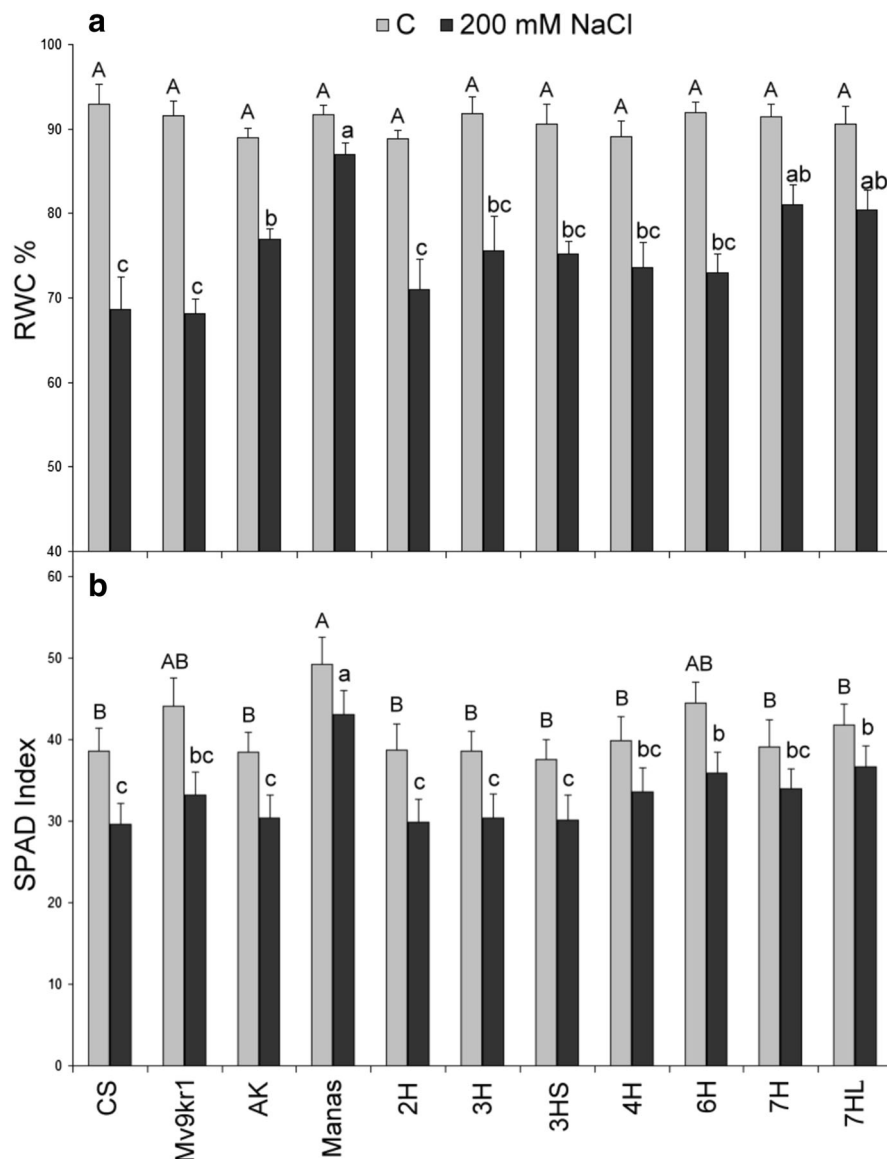 a
C 200 mM NaCl
100
90
80
70
60
50
40
RWC %
A A A A A A A A A A A
c c b a c bc bc bc bc ab ab
b
60
50
40
30
20
10
0
SPAD Index
B AB B A B B B B AB B B
c bc c a c c c bc b bc b
CS Mv9kr1 AK Manas 2H 3H 3HS 4H 6H 7H 7HL